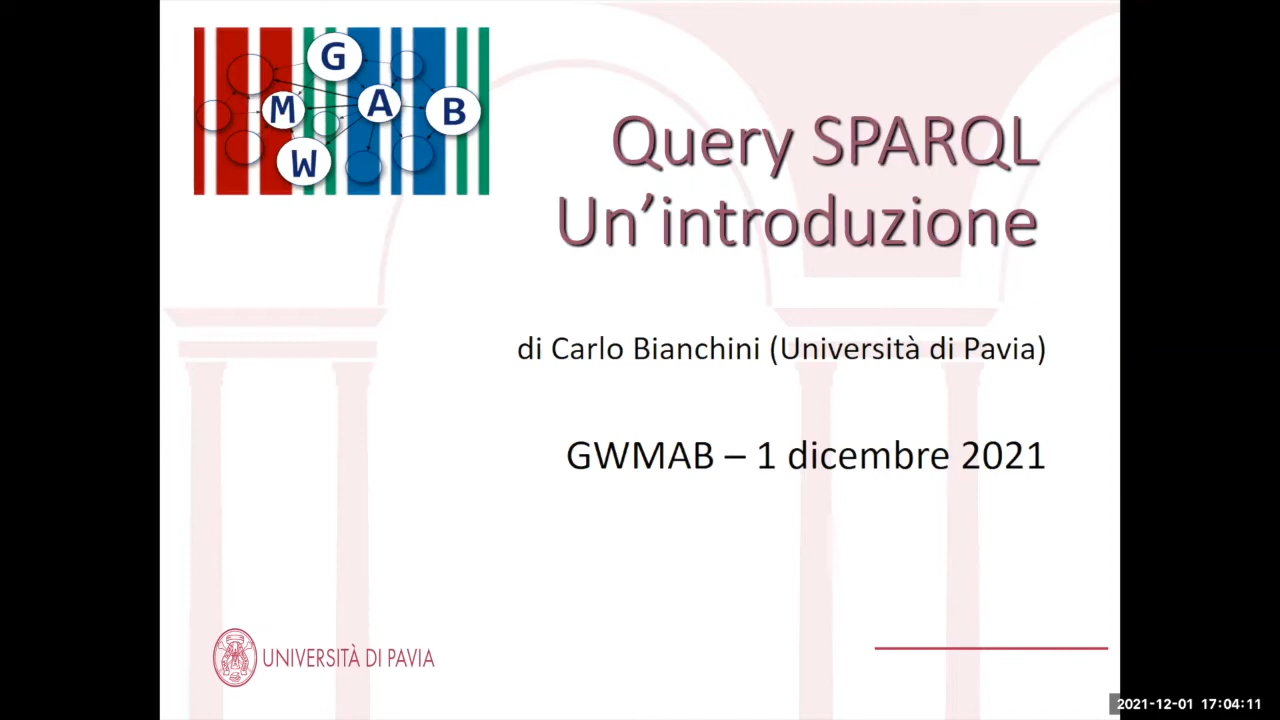 G
M
A
B
W
Query SPARQL
Un’introduzione
di Carlo Bianchini (Università di Pavia)
GWMAB – 1 dicembre 2021
UNIVERSITÀ DI PAVIA
2021-12-01 17:04:11